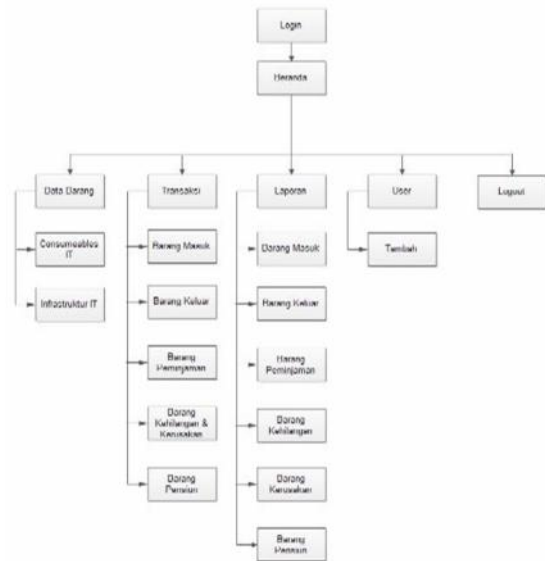 Login
Beranda
Data Barang
Transaksi
Laporan
User
Logout
Consumeables
IT
Infrastruktur IT
Barang Masuk
Barang Keluar
Barang
Peminjaman
Barang
Kehilangan &
Kerusakan
Barang
Pensiun
Barang Masuk
Barang Keluar
Barang
Peminjaman
Barang
Kehilangan
Barang
Kerusakan
Barang
Pensiun
Tambah